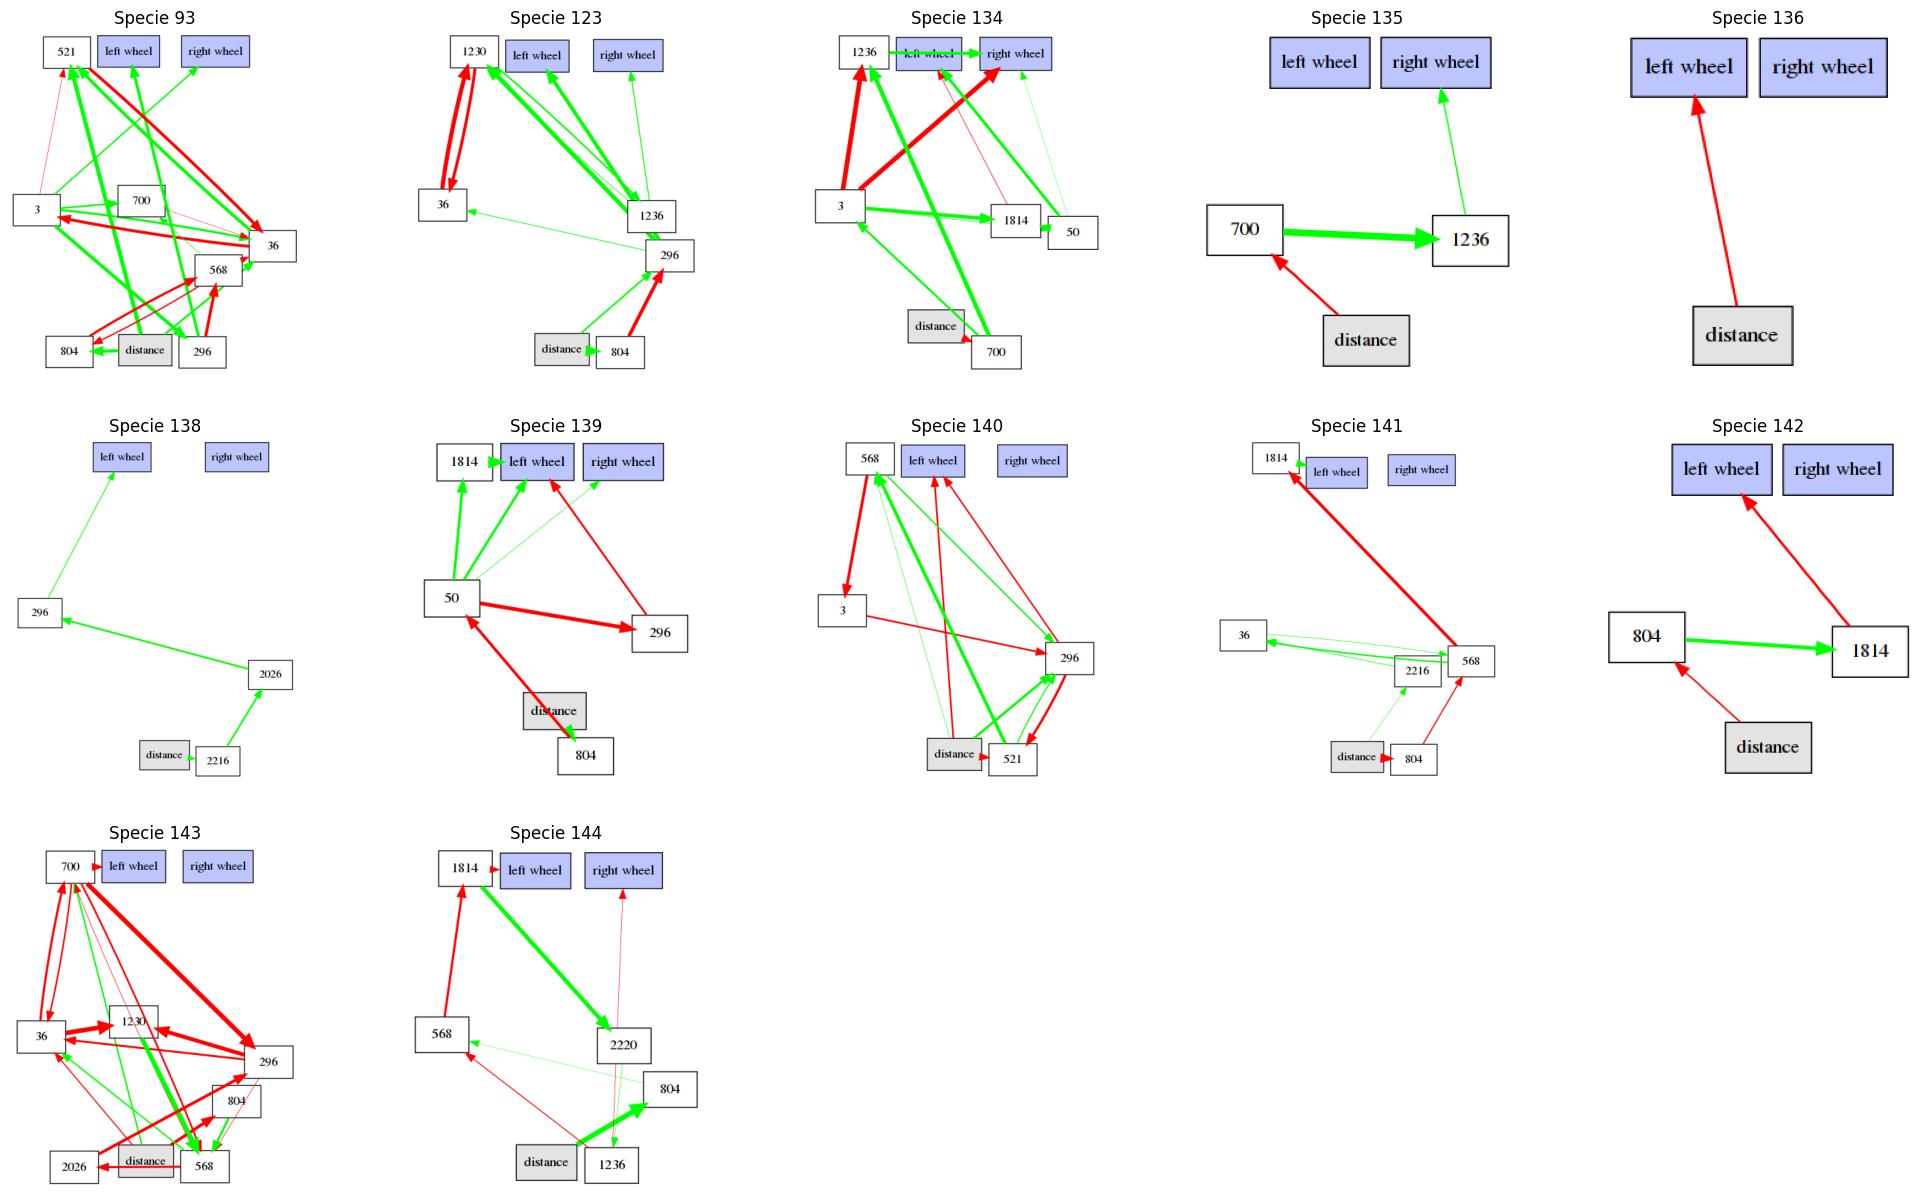 Specie 93
521
left wheel
right wheel
3
700
36
568
804
distance
296
Specie 123
1230
left wheel
right wheel
36
1236
296
distance
804
Specie 134
1236
left wheel
right wheel
3
1814
50
distance
700
Specie 135
left wheel
right wheel
700
1236
distance
Specie 136
left wheel
right wheel
distance
Specie 138
left wheel
right wheel
296
2026
distance
2216
Specie 139
1814
left wheel
right wheel
50
296
distance
804
Specie 140
568
left wheel
right wheel
3
296
distance
521
Specie 141
1814
left wheel
right wheel
36
2216
568
distance
804
Specie 142
left wheel
right wheel
804
1814
distance
Specie 143
700
left wheel
right wheel
36
1230
296
804
2026
distance
568
Specie 144
1814
left wheel
right wheel
568
2220
804
distance
1236